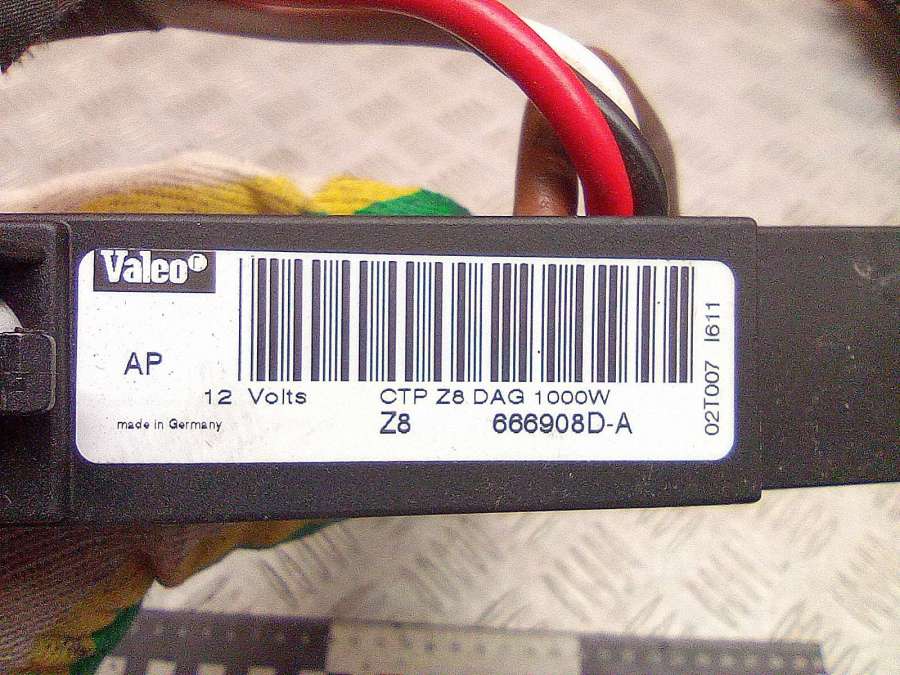 Valeo
AP
12 Volts
CTP Z8 DAG 1000W
made in Germany
Z8 666908D-A
02T007 I611